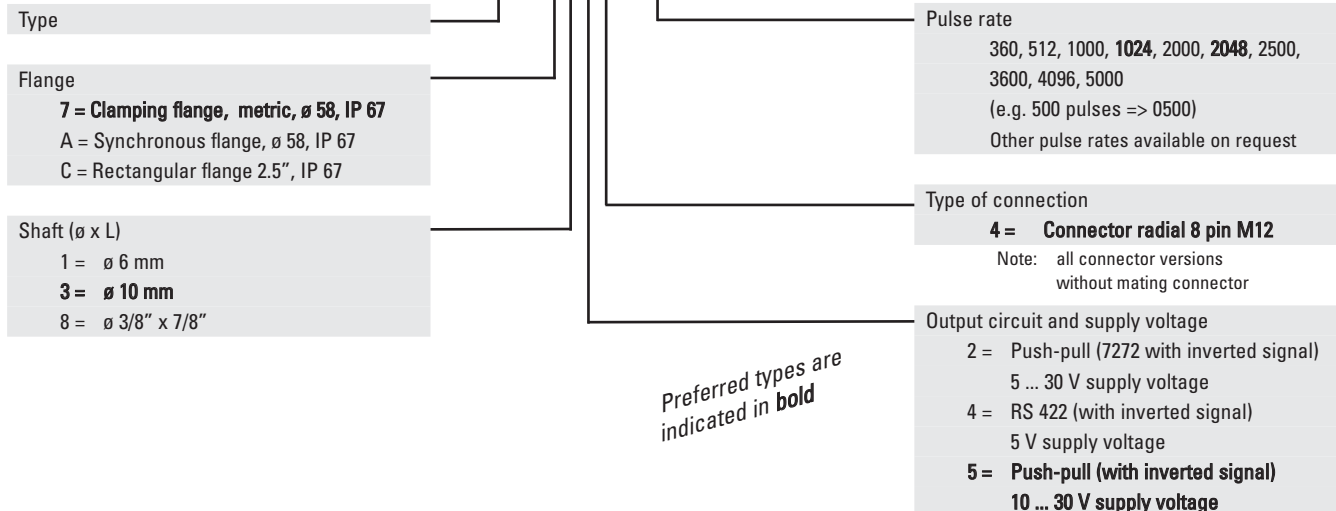 Type
Flange
7 = Clamping flange, metric, ø 58, IP 67
A = Synchronous flange, ø 58, IP 67
C = Rectangular flange 2.5”, IP 67
Shaft (ø x L)
1 = ø 6 mm
3 = ø 10 mm
8 = ø 3/8” x 7/8”
Preferred types are
indicated in bold
Pulse rate
360, 512, 1000, 1024, 2000, 2048, 2500,
3600, 4096, 5000
(e.g. 500 pulses => 0500)
Other pulse rates available on request
Type of connection
4 = Connector radial 8 pin M12
Note: all connector versions
without mating connector
Output circuit and supply voltage
2 = Push-pull (7272 with inverted signal)
5 ... 30 V supply voltage
4 = RS 422 (with inverted signal)
5 V supply voltage
5 = Push-pull (with inverted signal)
10 ... 30 V supply voltage